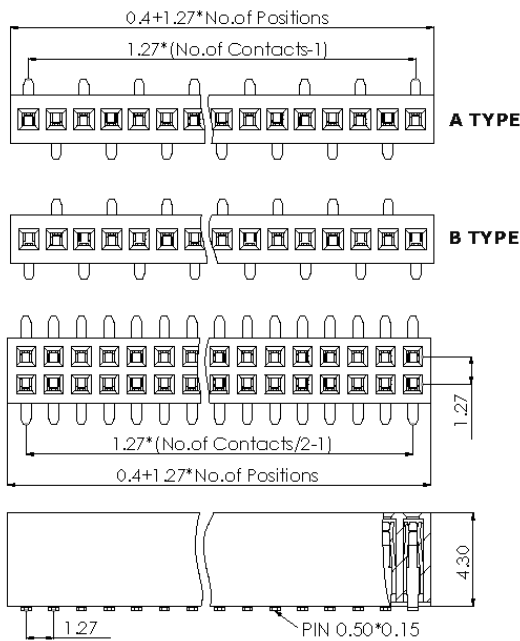 0.4+1.27*No.of Positions
1.27*(No.of Contacts-1)
A TYPE
B TYPE
1.27
1.27*(No.of Contacts/2-1)
0.4+1.27*No.of Positions
4.30
1.27
PIN 0.50*0.15